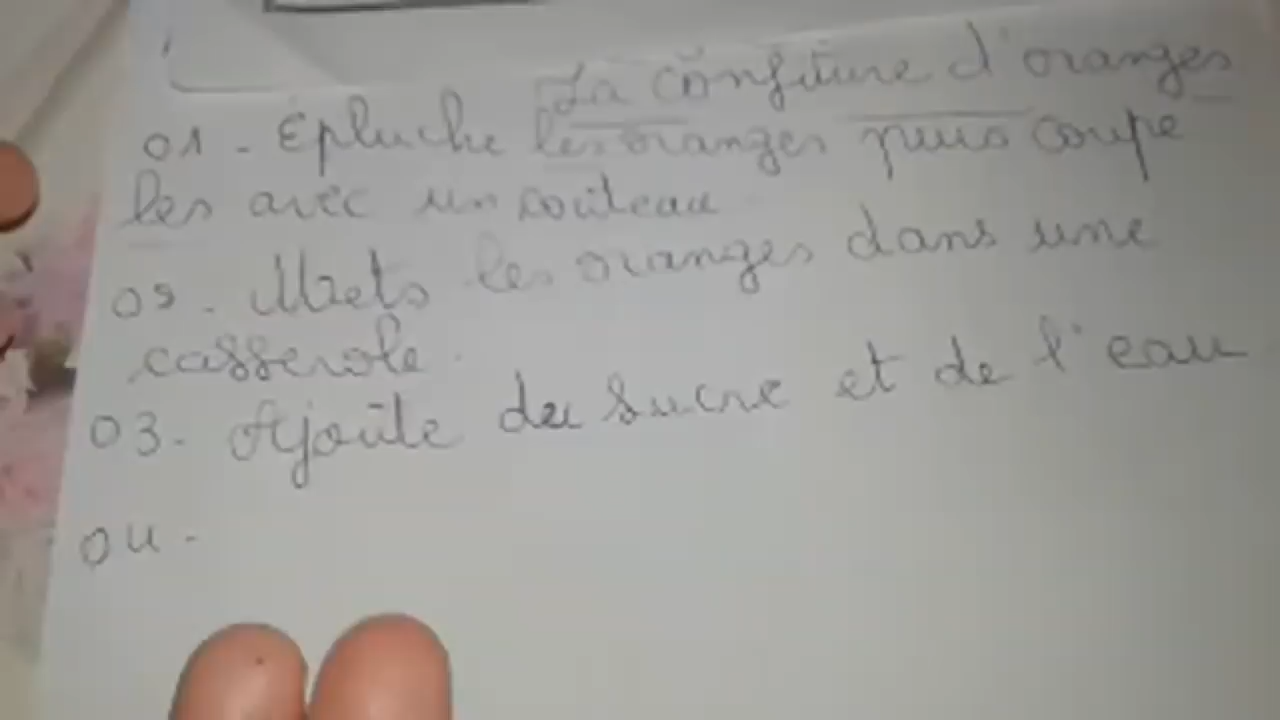 La confiture d'oranges
01 - Épluche les oranges puis coupe
les avec un couteau
02 - Mets les oranges dans une
casserole.
03 - Ajoûte du sucre et de l'eau
04 -